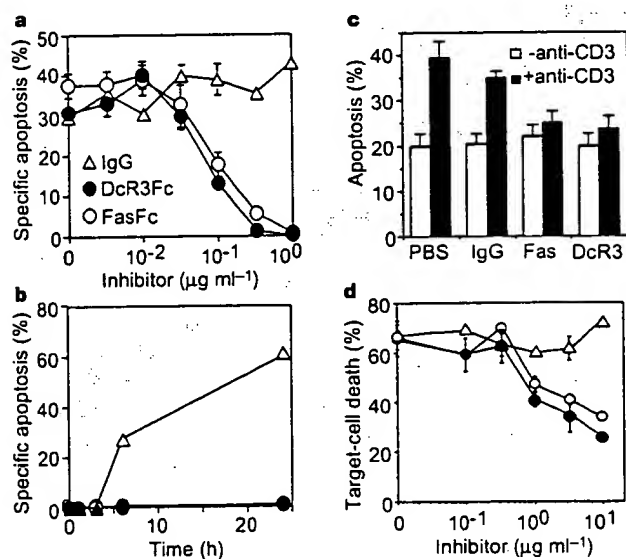 a
Specific apoptosis (%)
50
40
30
20
10
0
IgG
DcR3Fc
FasFc
0 10-2 10-1 100
Inhibitor (µg ml–1)
b
Specific apoptosis (%)
80
60
40
20
0
0 10 20
Time (h)
c
Apoptosis (%)
40
30
20
10
0
-anti-CD3
+anti-CD3
PBS IgG Fas DcR3
d
Target-cell death (%)
80
60
40
20
0
0 10-1 100 101
Inhibitor (µg ml–1)